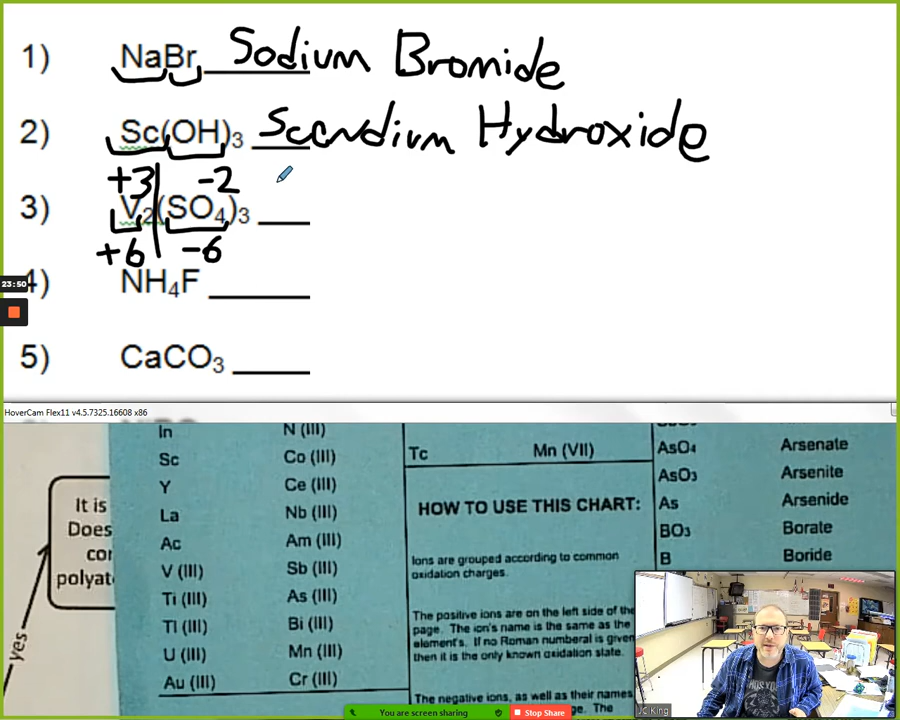 1) NaBr Sodium Bromide
2) Sc(OH)₃ Scandium Hydroxide
+3 -2
3) V₂(SO₄)₃
+6 -6
23:50
4) NH₄F
5) CaCO₃
HoverCam Flex11 v4.5.7325.16608 x86
It is
Does
cor
polyat
yes
In
Sc
Y
La
Ac
V (III)
Ti (III)
Tl (III)
U (III)
Au (III)
N (III)
Co (III)
Ce (III)
Nb (III)
Am (III)
Sb (III)
As (III)
Bi (III)
Mn (III)
Cr (III)
Tc Mn (VII)
HOW TO USE THIS CHART:
Ions are grouped according to common
oxidation charges.
The positive ions are on the left side of the
page. The ion's name is the same as the
element's. If no Roman numberal is given
then it is the only known oxidation state.
The negative ions, as well as their names
The
AsO₄ Arsenate
AsO₃ Arsenite
As Arsenide
BO₃ Borate
B Boride
JC King
You are screen sharing
Stop Share